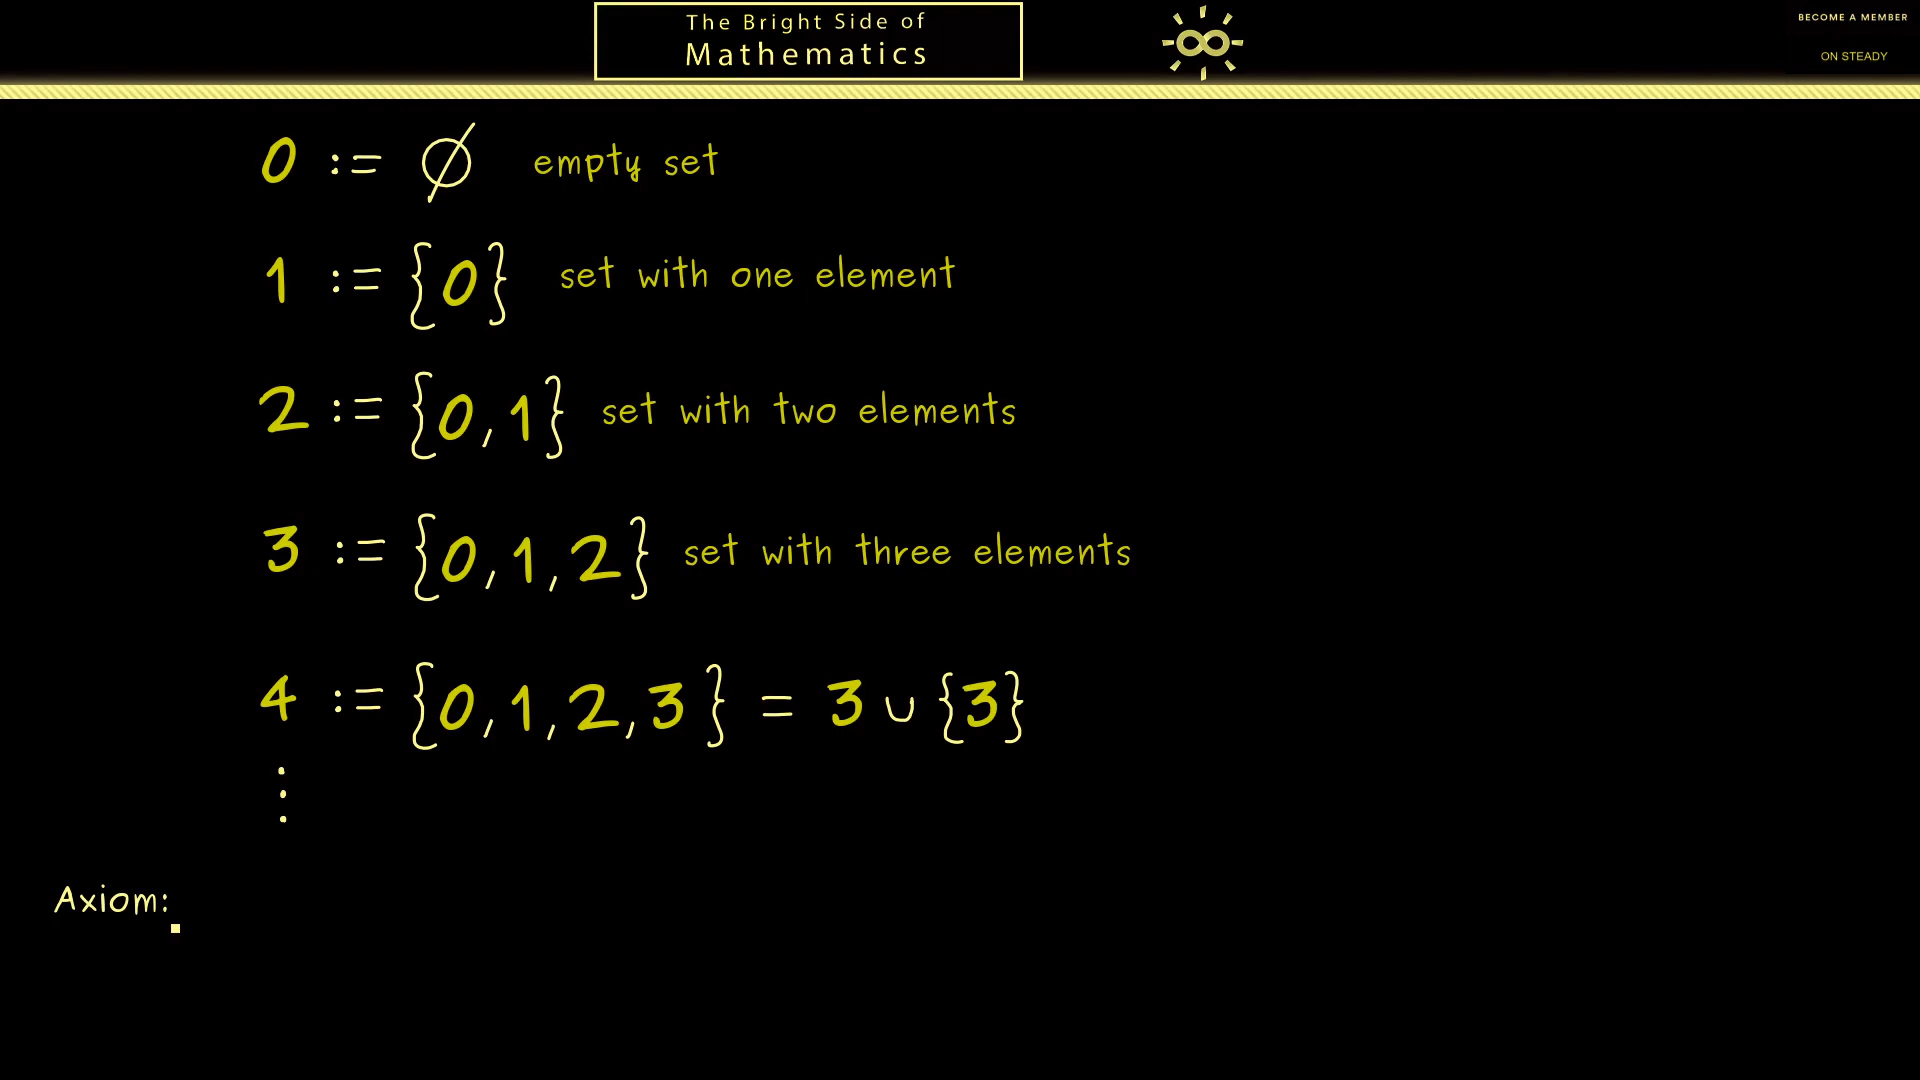 The Bright Side of
Mathematics
BECOME A MEMBER
ON STEADY
0 := ∅ empty set
1 := {0} set with one element
2 := {0, 1} set with two elements
3 := {0, 1, 2} set with three elements
4 := {0, 1, 2, 3} = 3 ∪ {3}
⋮
Axiom: